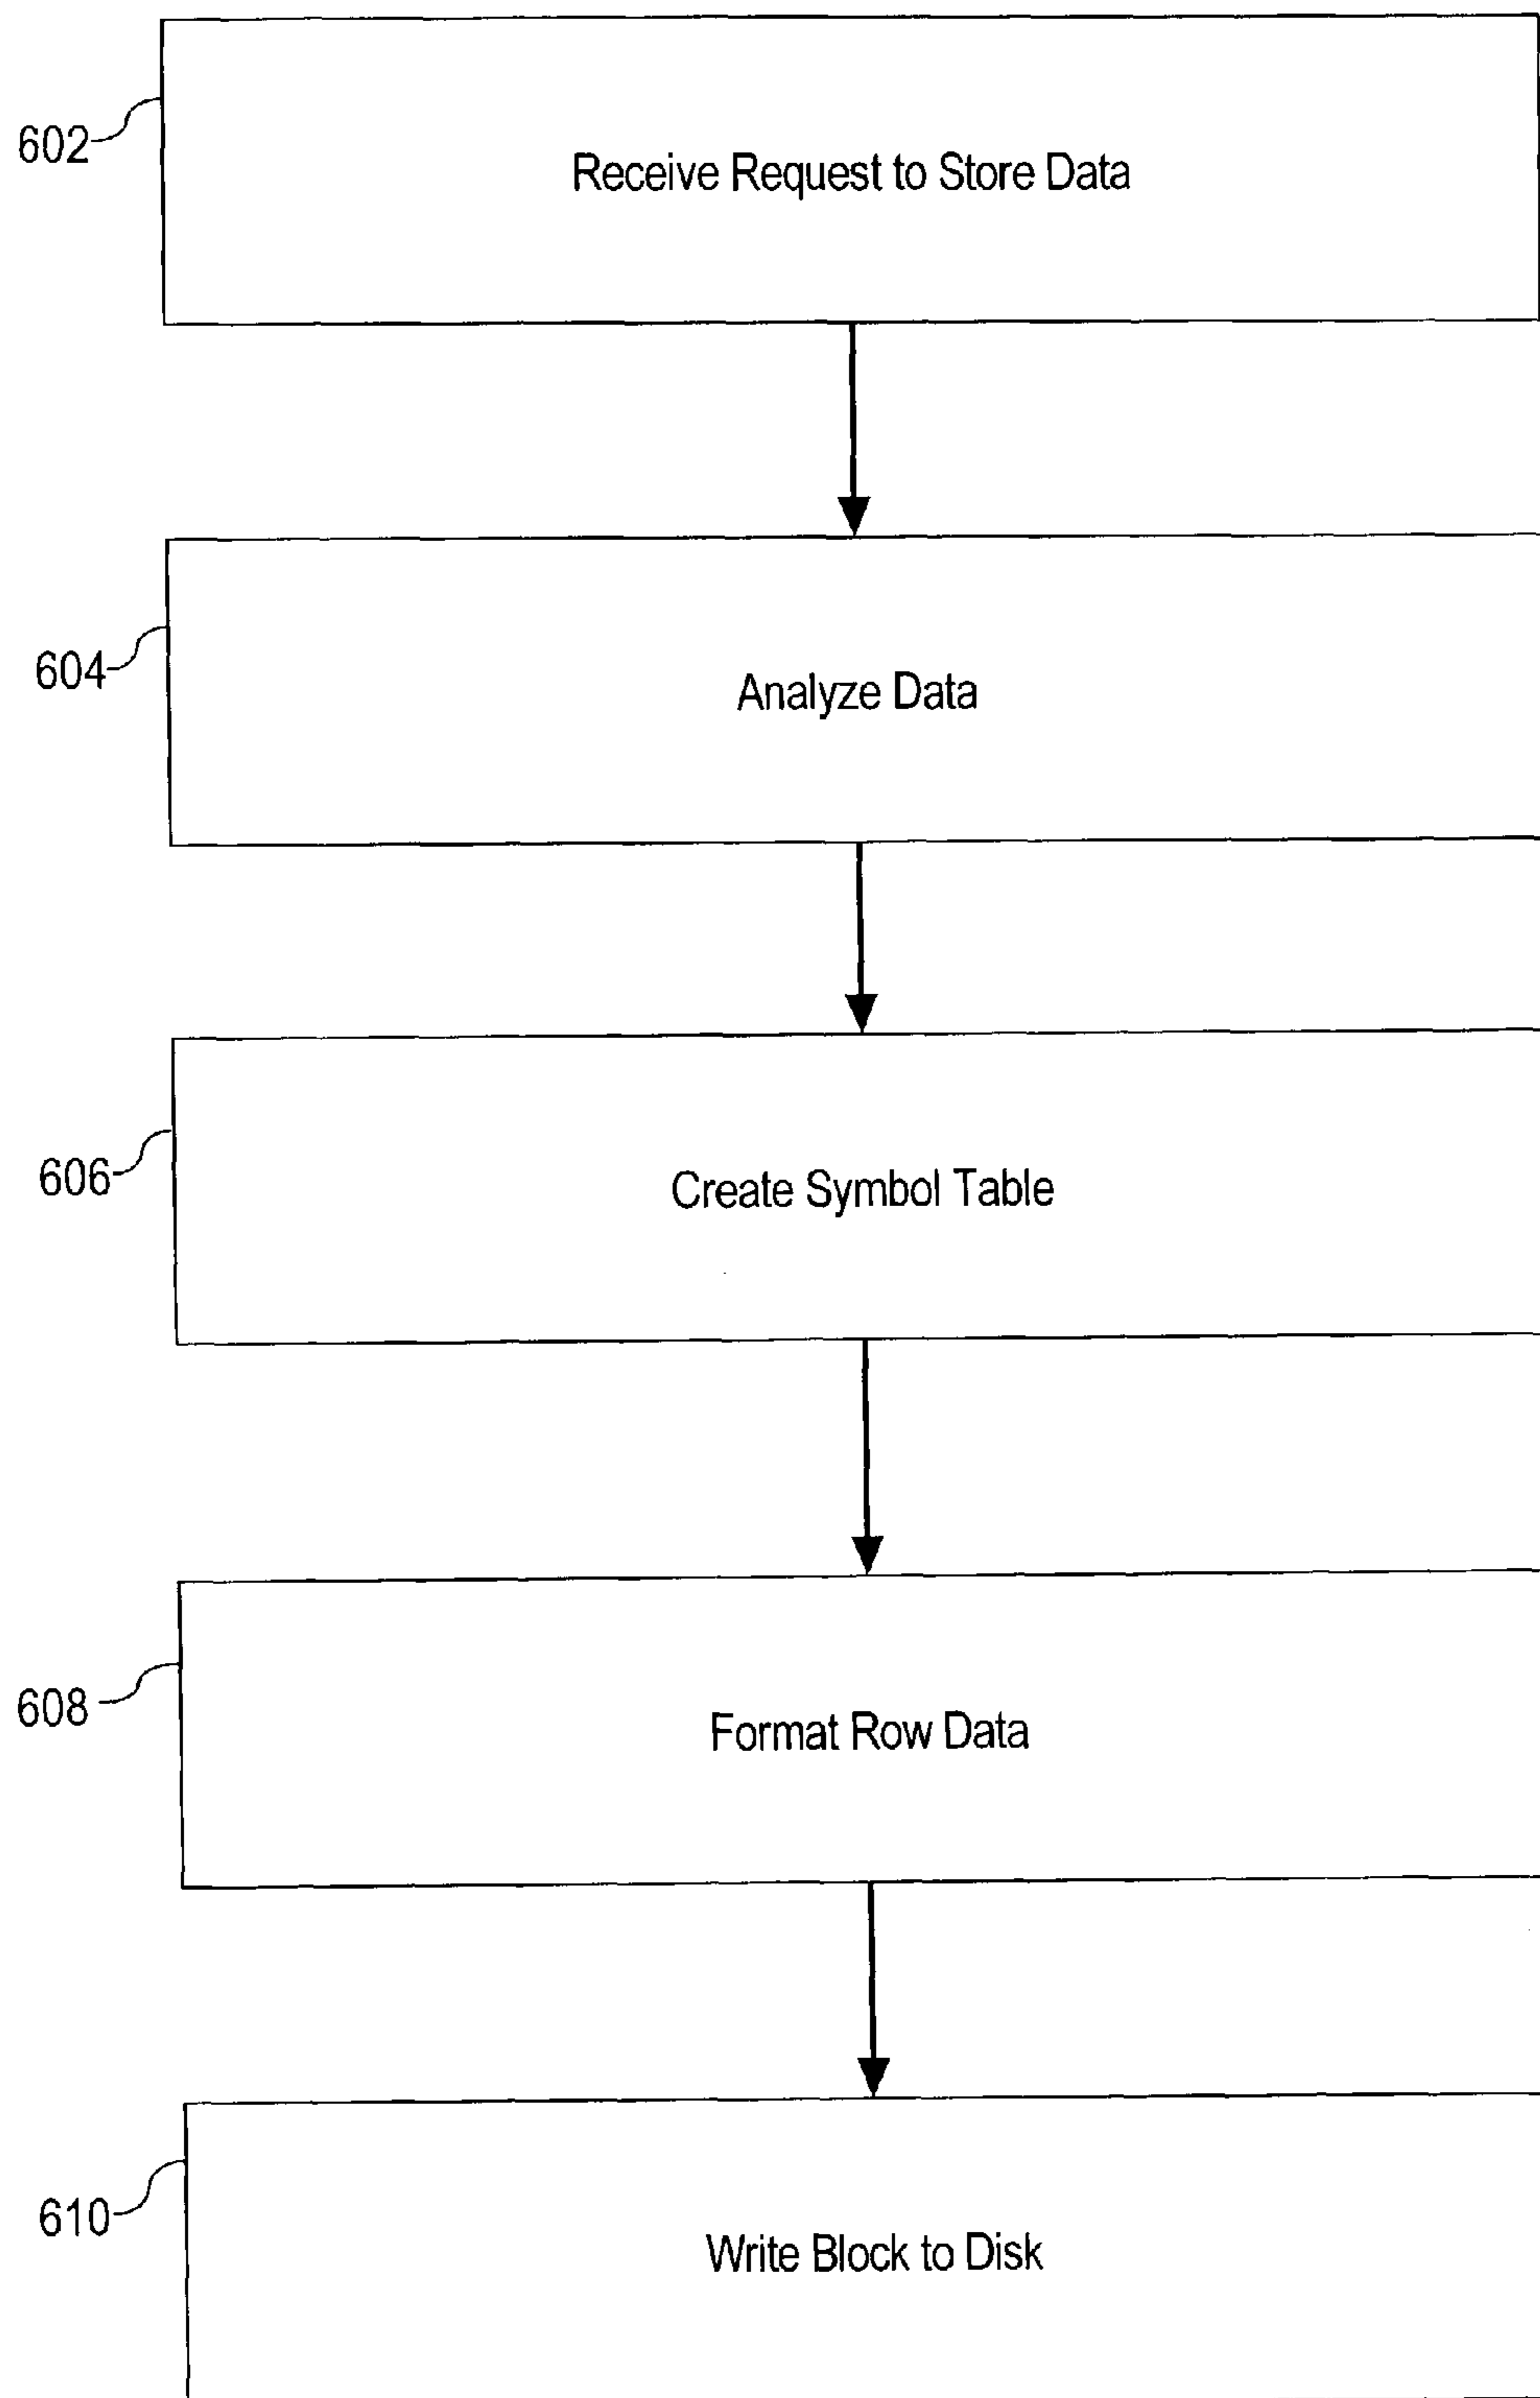 602
Receive Request to Store Data
604
Analyze Data
606
Create Symbol Table
608
Format Row Data
610
Write Block to Disk